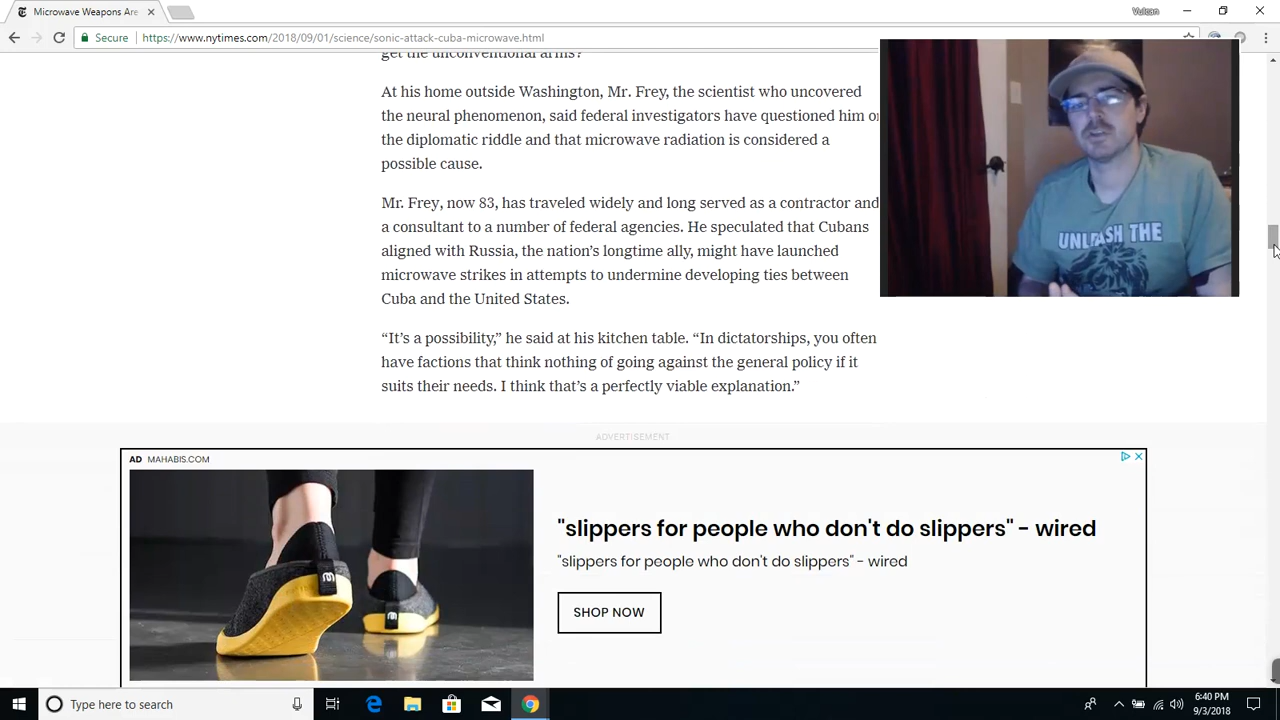 Microwave Weapons Are
Vulcan
Secure
https://www.nytimes.com/2018/09/01/science/sonic-attack-cuba-microwave.html
get the unconventional arms?
At his home outside Washington, Mr. Frey, the scientist who uncovered
the neural phenomenon, said federal investigators have questioned him
the diplomatic riddle and that microwave radiation is considered a
possible cause.
Mr. Frey, now 83, has traveled widely and long served as a contractor and
a consultant to a number of federal agencies. He speculated that Cubans
aligned with Russia, the nation’s longtime ally, might have launched
microwave strikes in attempts to undermine developing ties between
Cuba and the United States.
“It’s a possibility,” he said at his kitchen table. “In dictatorships, you often
have factions that think nothing of going against the general policy if it
suits their needs. I think that’s a perfectly viable explanation.”
UNLEASH THE
ADVERTISEMENT
AD MAHABIS.COM
"slippers for people who don't do slippers" - wired
"slippers for people who don't do slippers" - wired
SHOP NOW
Type here to search
6:40 PM
9/3/2018